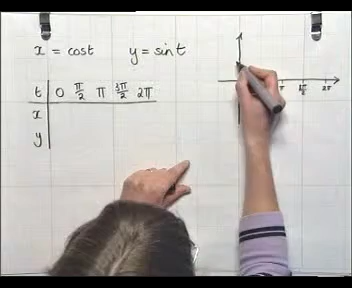 x = cost y = sint
t 0 π/2 π 3π/2 2π
x
y
π 3π/2 2π